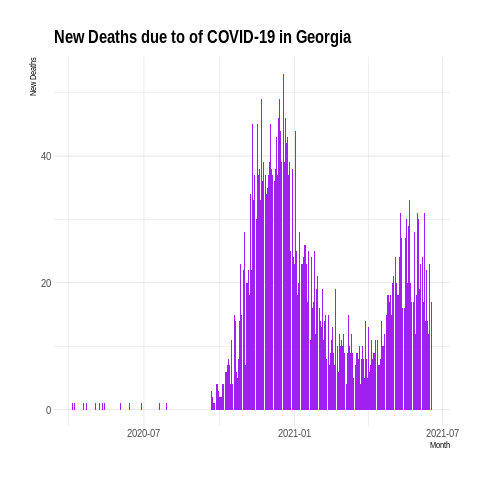 New Deaths due to of COVID-19 in Georgia
New Deaths
40
20
0
2020-07
2021-01
2021-07
Month